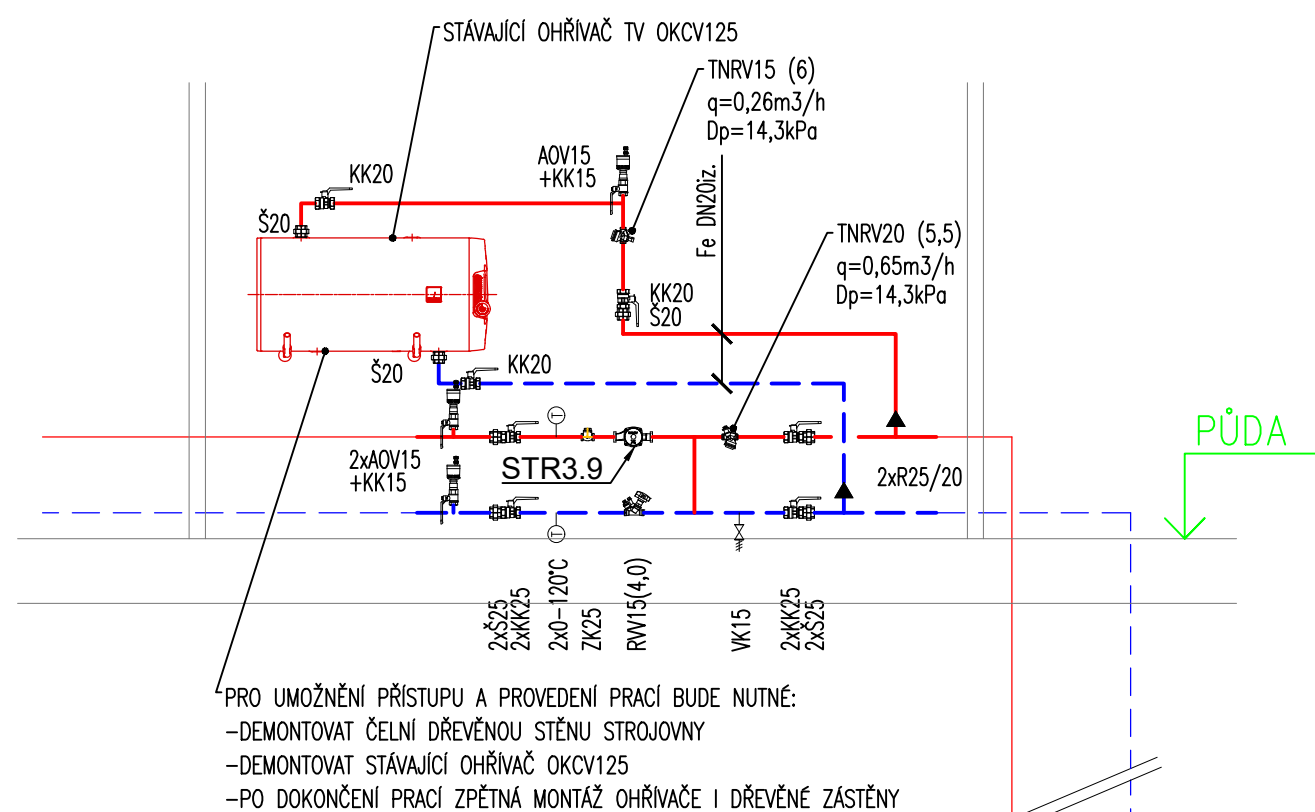 STÁVAJÍCÍ OHŘÍVAČ TV OKCV125
TNRV15 (6)
q=0,26m3/h
Dp=14,3kPa
AOV15
+KK15
KK20
Š20
Fe DN20iz.
TNRV20 (5,5)
q=0,65m3/h
Dp=14,3kPa
KK20
Š20
Š20
KK20
PŮDA
2xAOV15
+KK15
T
STR3.9
2xR25/20
T
2xŠ25
2xKK25
2x0-120°C
ZK25
RVV15(4,0)
VK15
2xKK25
2xŠ25
PRO UMOŽNĚNÍ PŘÍSTUPU A PROVEDENÍ PRACÍ BUDE NUTNÉ:
-DEMONTOVAT ČELNÍ DŘEVĚNOU STĚNU STROJOVNY
-DEMONTOVAT STÁVAJÍCÍ OHŘÍVAČ OKCV125
-PO DOKONČENÍ PRACÍ ZPĚTNÁ MONTÁŽ OHŘÍVAČE I DŘEVĚNÉ ZÁSTĚNY